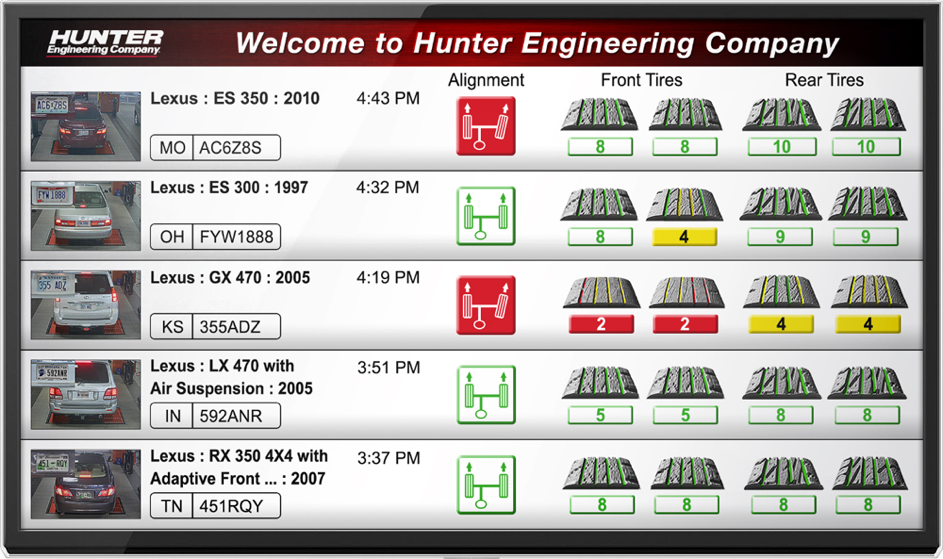 HUNTER
Engineering Company
Welcome to Hunter Engineering Company
Alignment Front Tires Rear Tires
AC6 Z8S
Lexus : ES 350 : 2010 4:43 PM
MO AC6Z8S
8 8 10 10
FYW 1888
Lexus : ES 300 : 1997 4:32 PM
OH FYW1888
8 4 9 9
355 ADZ
Lexus : GX 470 : 2005 4:19 PM
KS 355ADZ
2 2 4 4
592ANR
Lexus : LX 470 with 3:51 PM
Air Suspension : 2005
IN 592ANR
5 5 8 8
451-RQY
Lexus : RX 350 4X4 with 3:37 PM
Adaptive Front ... : 2007
TN 451RQY
8 8 8 8